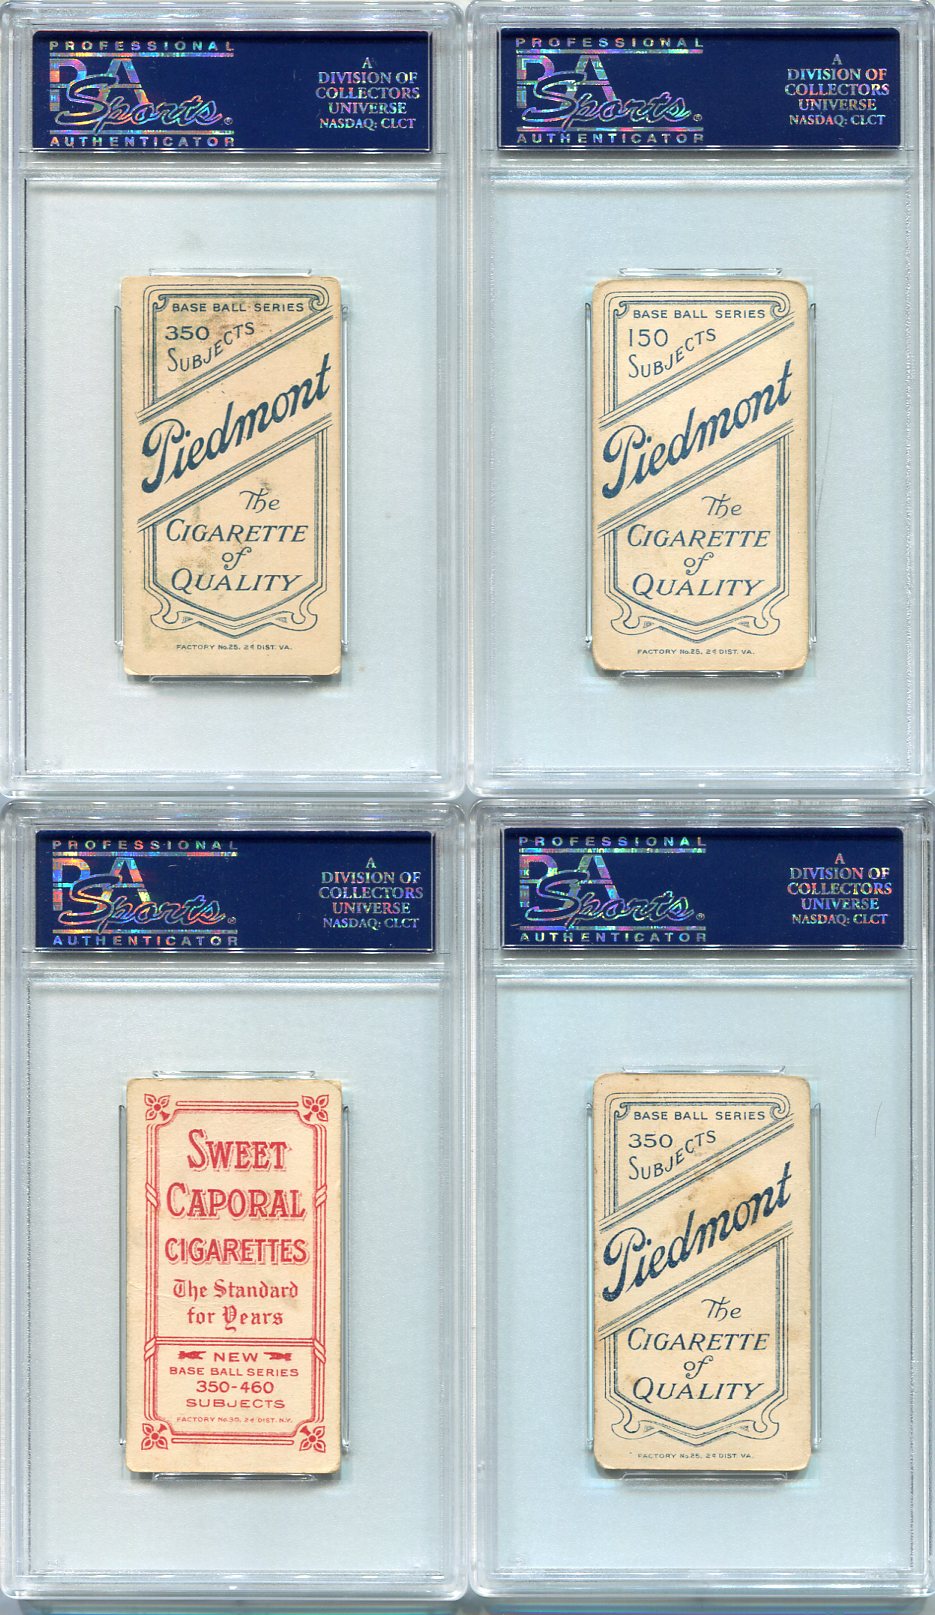 PROFESSIONAL
PSA
Sports®
AUTHENTICATOR
A
DIVISION OF
COLLECTORS
UNIVERSE
NASDAQ: CLCT
BASE BALL SERIES
350
SUBJECTS
Piedmont
The
CIGARETTE
of
QUALITY
FACTORY No.25, 2d DIST. VA.
PROFESSIONAL
PSA
Sports®
AUTHENTICATOR
A
DIVISION OF
COLLECTORS
UNIVERSE
NASDAQ: CLCT
BASE BALL SERIES
150
SUBJECTS
Piedmont
The
CIGARETTE
of
QUALITY
FACTORY No.25, 2d DIST. VA.
PROFESSIONAL
PSA
Sports®
AUTHENTICATOR
A
DIVISION OF
COLLECTORS
UNIVERSE
NASDAQ: CLCT
SWEET
CAPORAL
CIGARETTES
The Standard
for Years
NEW
BASE BALL SERIES
350-460
SUBJECTS
FACTORY No.30, 2d DIST. N.Y.
PROFESSIONAL
PSA
Sports®
AUTHENTICATOR
A
DIVISION OF
COLLECTORS
UNIVERSE
NASDAQ: CLCT
BASE BALL SERIES
350
SUBJECTS
Piedmont
The
CIGARETTE
of
QUALITY
FACTORY No.25, 2d DIST. VA.